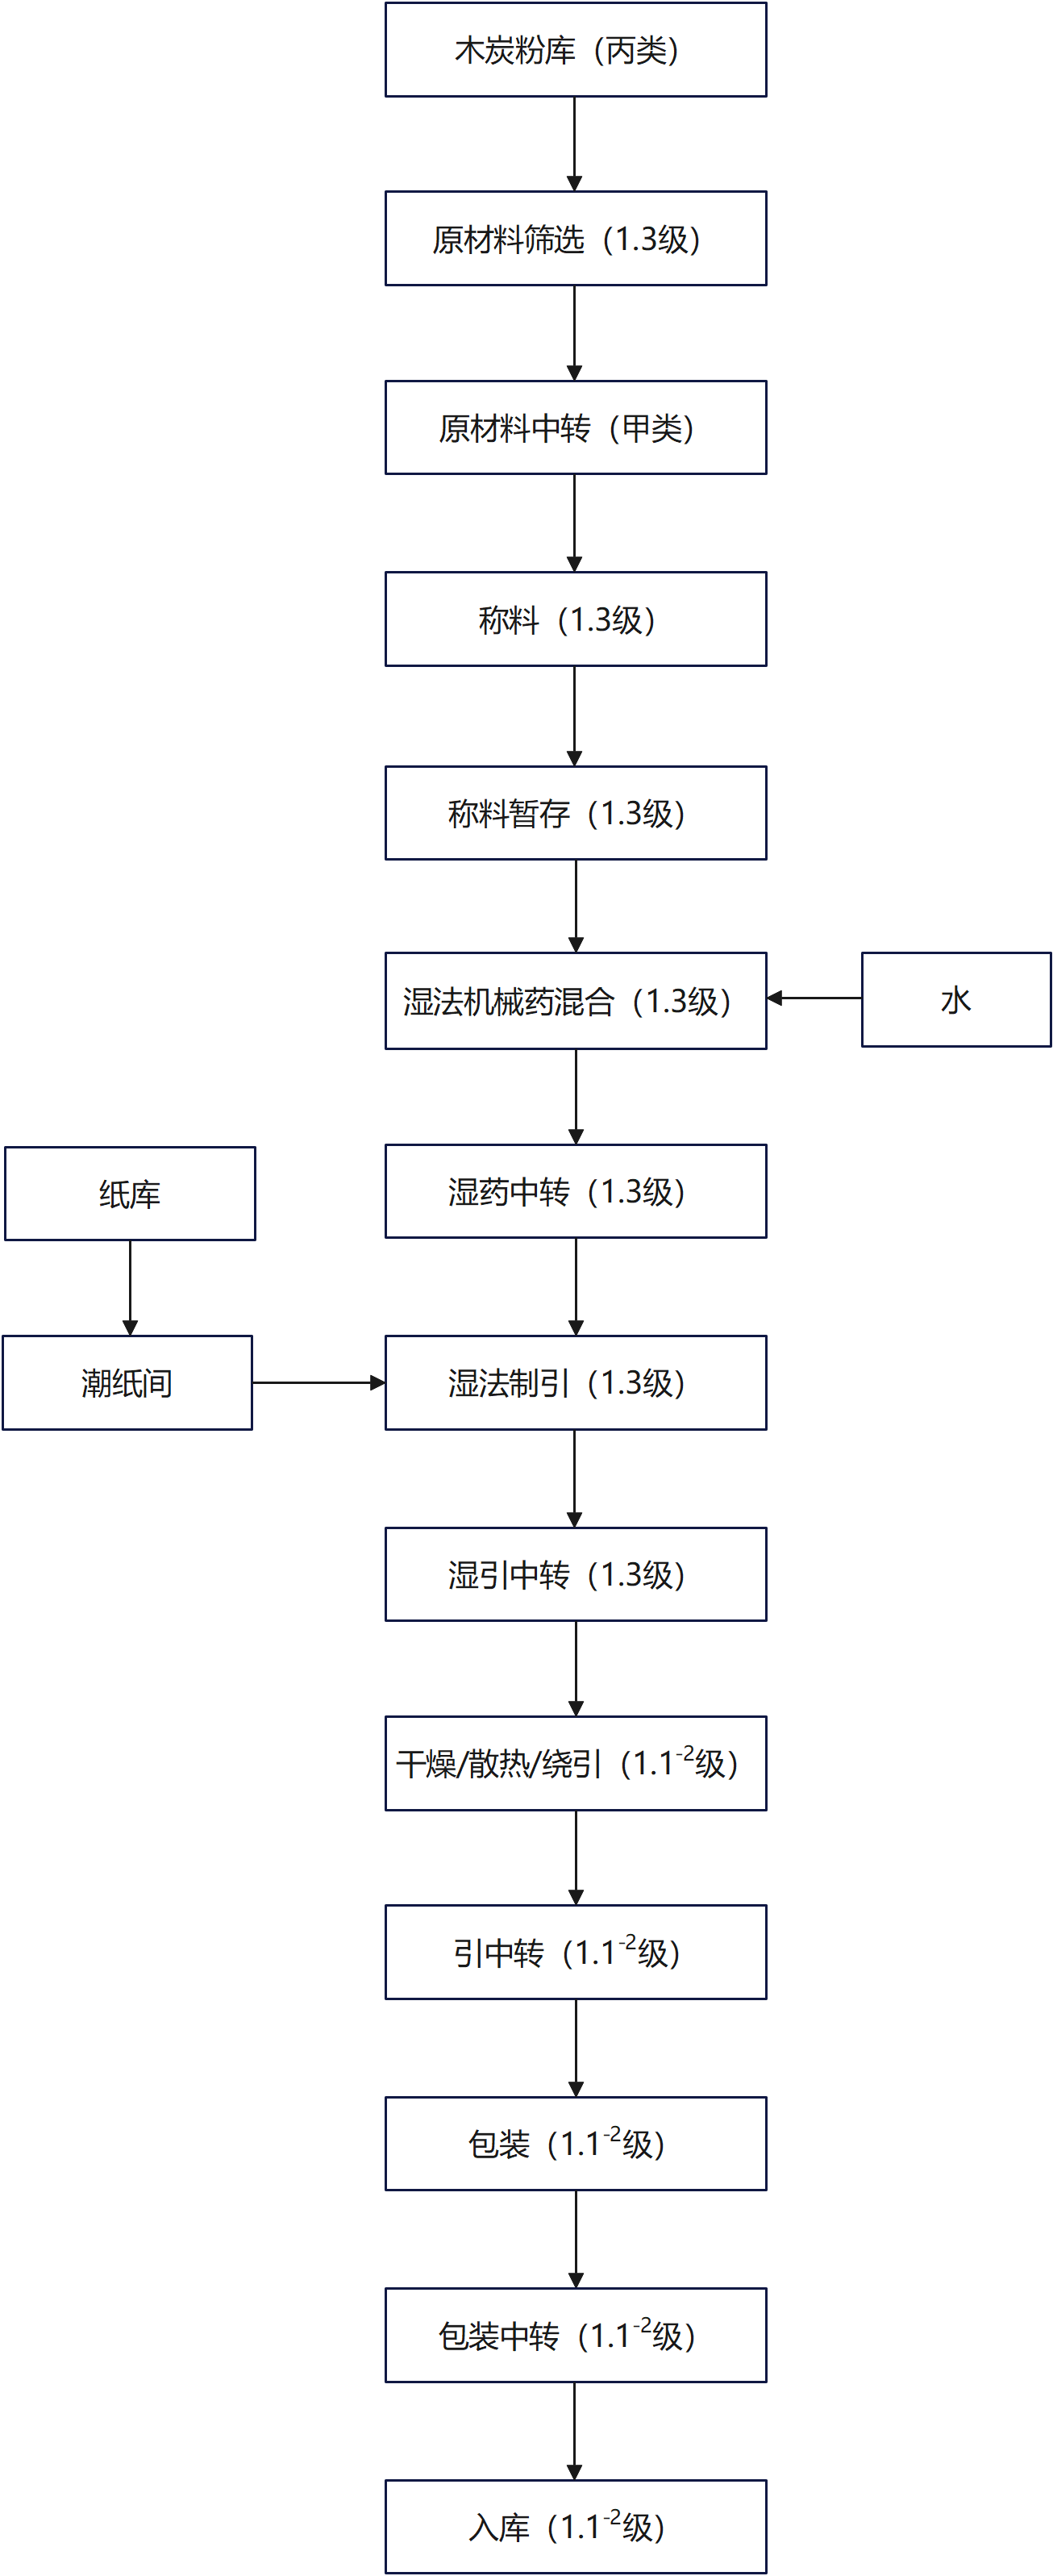 木炭粉库（丙类）
原材料筛选（1.3级）
原材料中转（甲类）
称料（1.3级）
称料暂存（1.3级）
湿法机械药混合（1.3级）
水
纸库
湿药中转（1.3级）
潮纸间
湿法制引（1.3级）
湿引中转（1.3级）
干燥/散热/绕引（1.1⁻²级）
引中转（1.1⁻²级）
包装（1.1⁻²级）
包装中转（1.1⁻²级）
入库（1.1⁻²级）